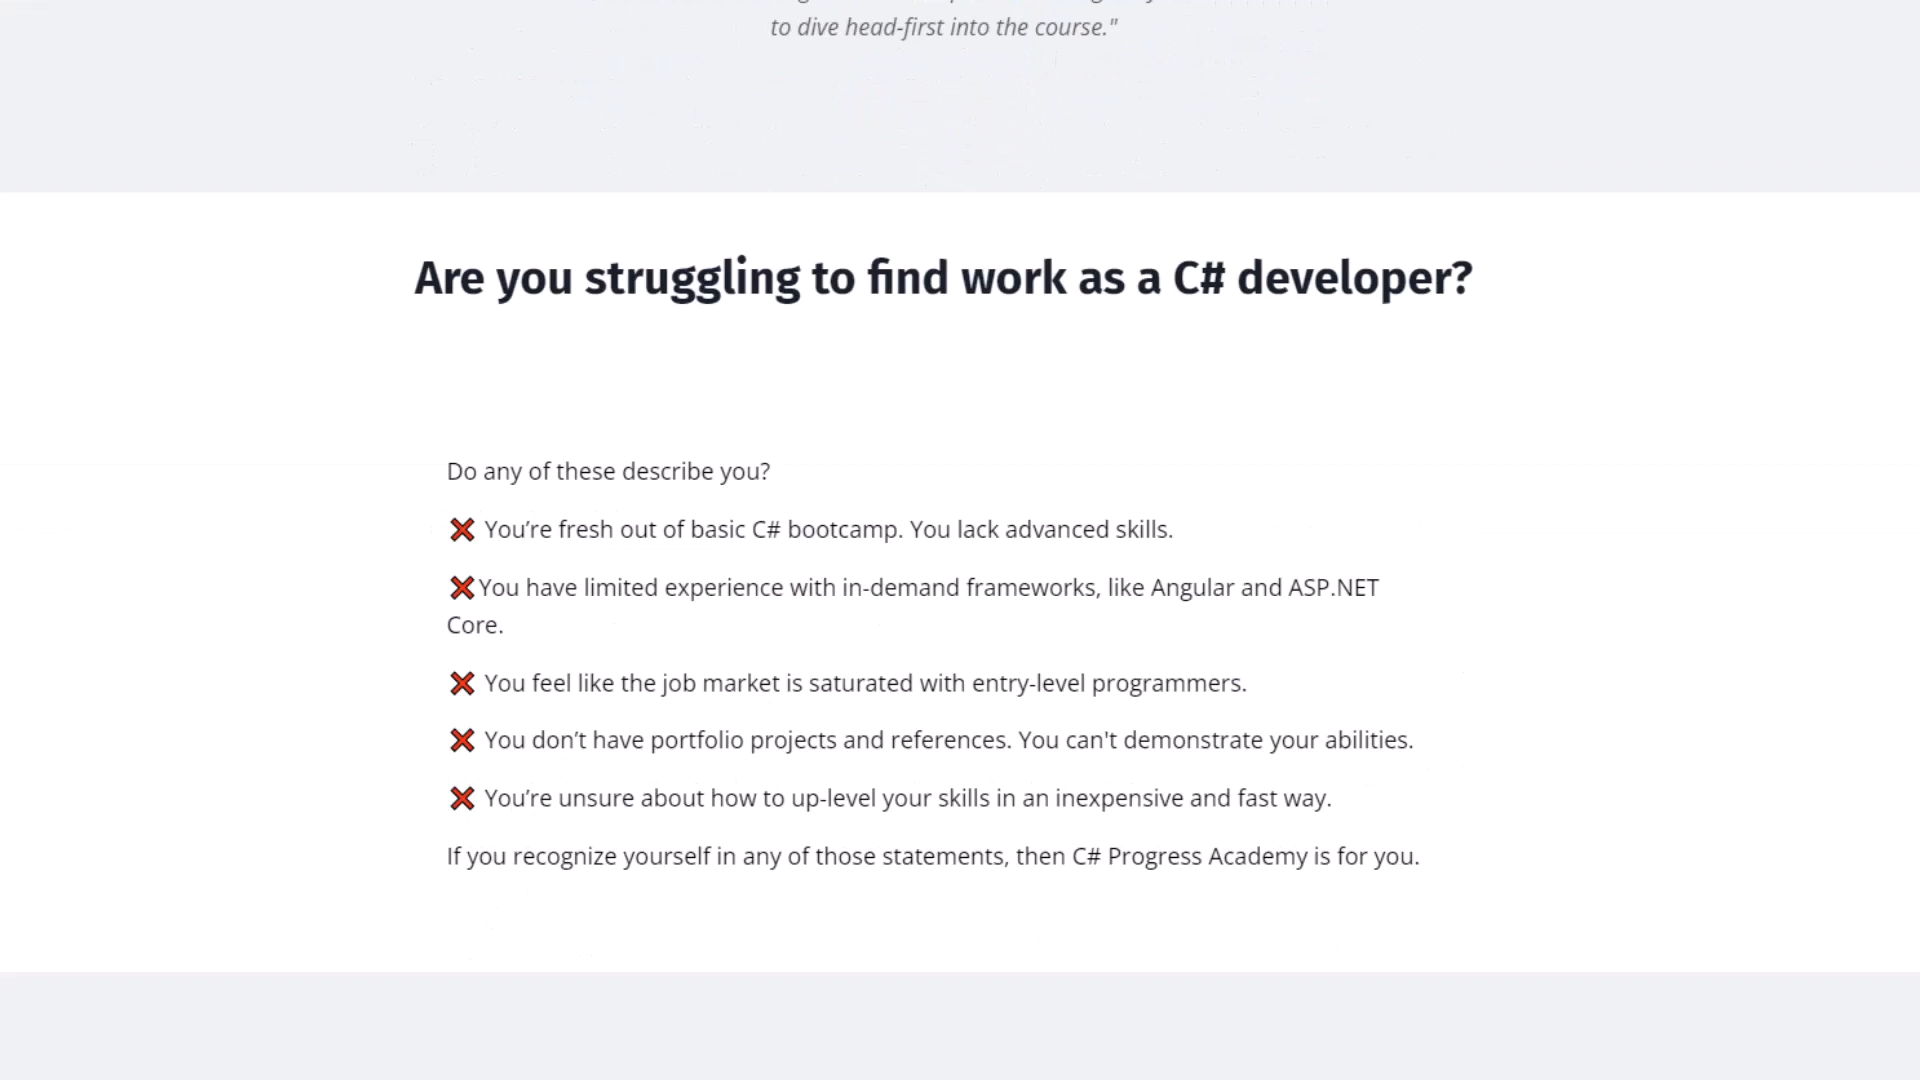 to dive head-first into the course."
Are you struggling to find work as a C# developer?
Do any of these describe you?
❌ You’re fresh out of basic C# bootcamp. You lack advanced skills.
❌You have limited experience with in-demand frameworks, like Angular and ASP.NET
Core.
❌ You feel like the job market is saturated with entry-level programmers.
❌ You don’t have portfolio projects and references. You can't demonstrate your abilities.
❌ You’re unsure about how to up-level your skills in an inexpensive and fast way.
If you recognize yourself in any of those statements, then C# Progress Academy is for you.